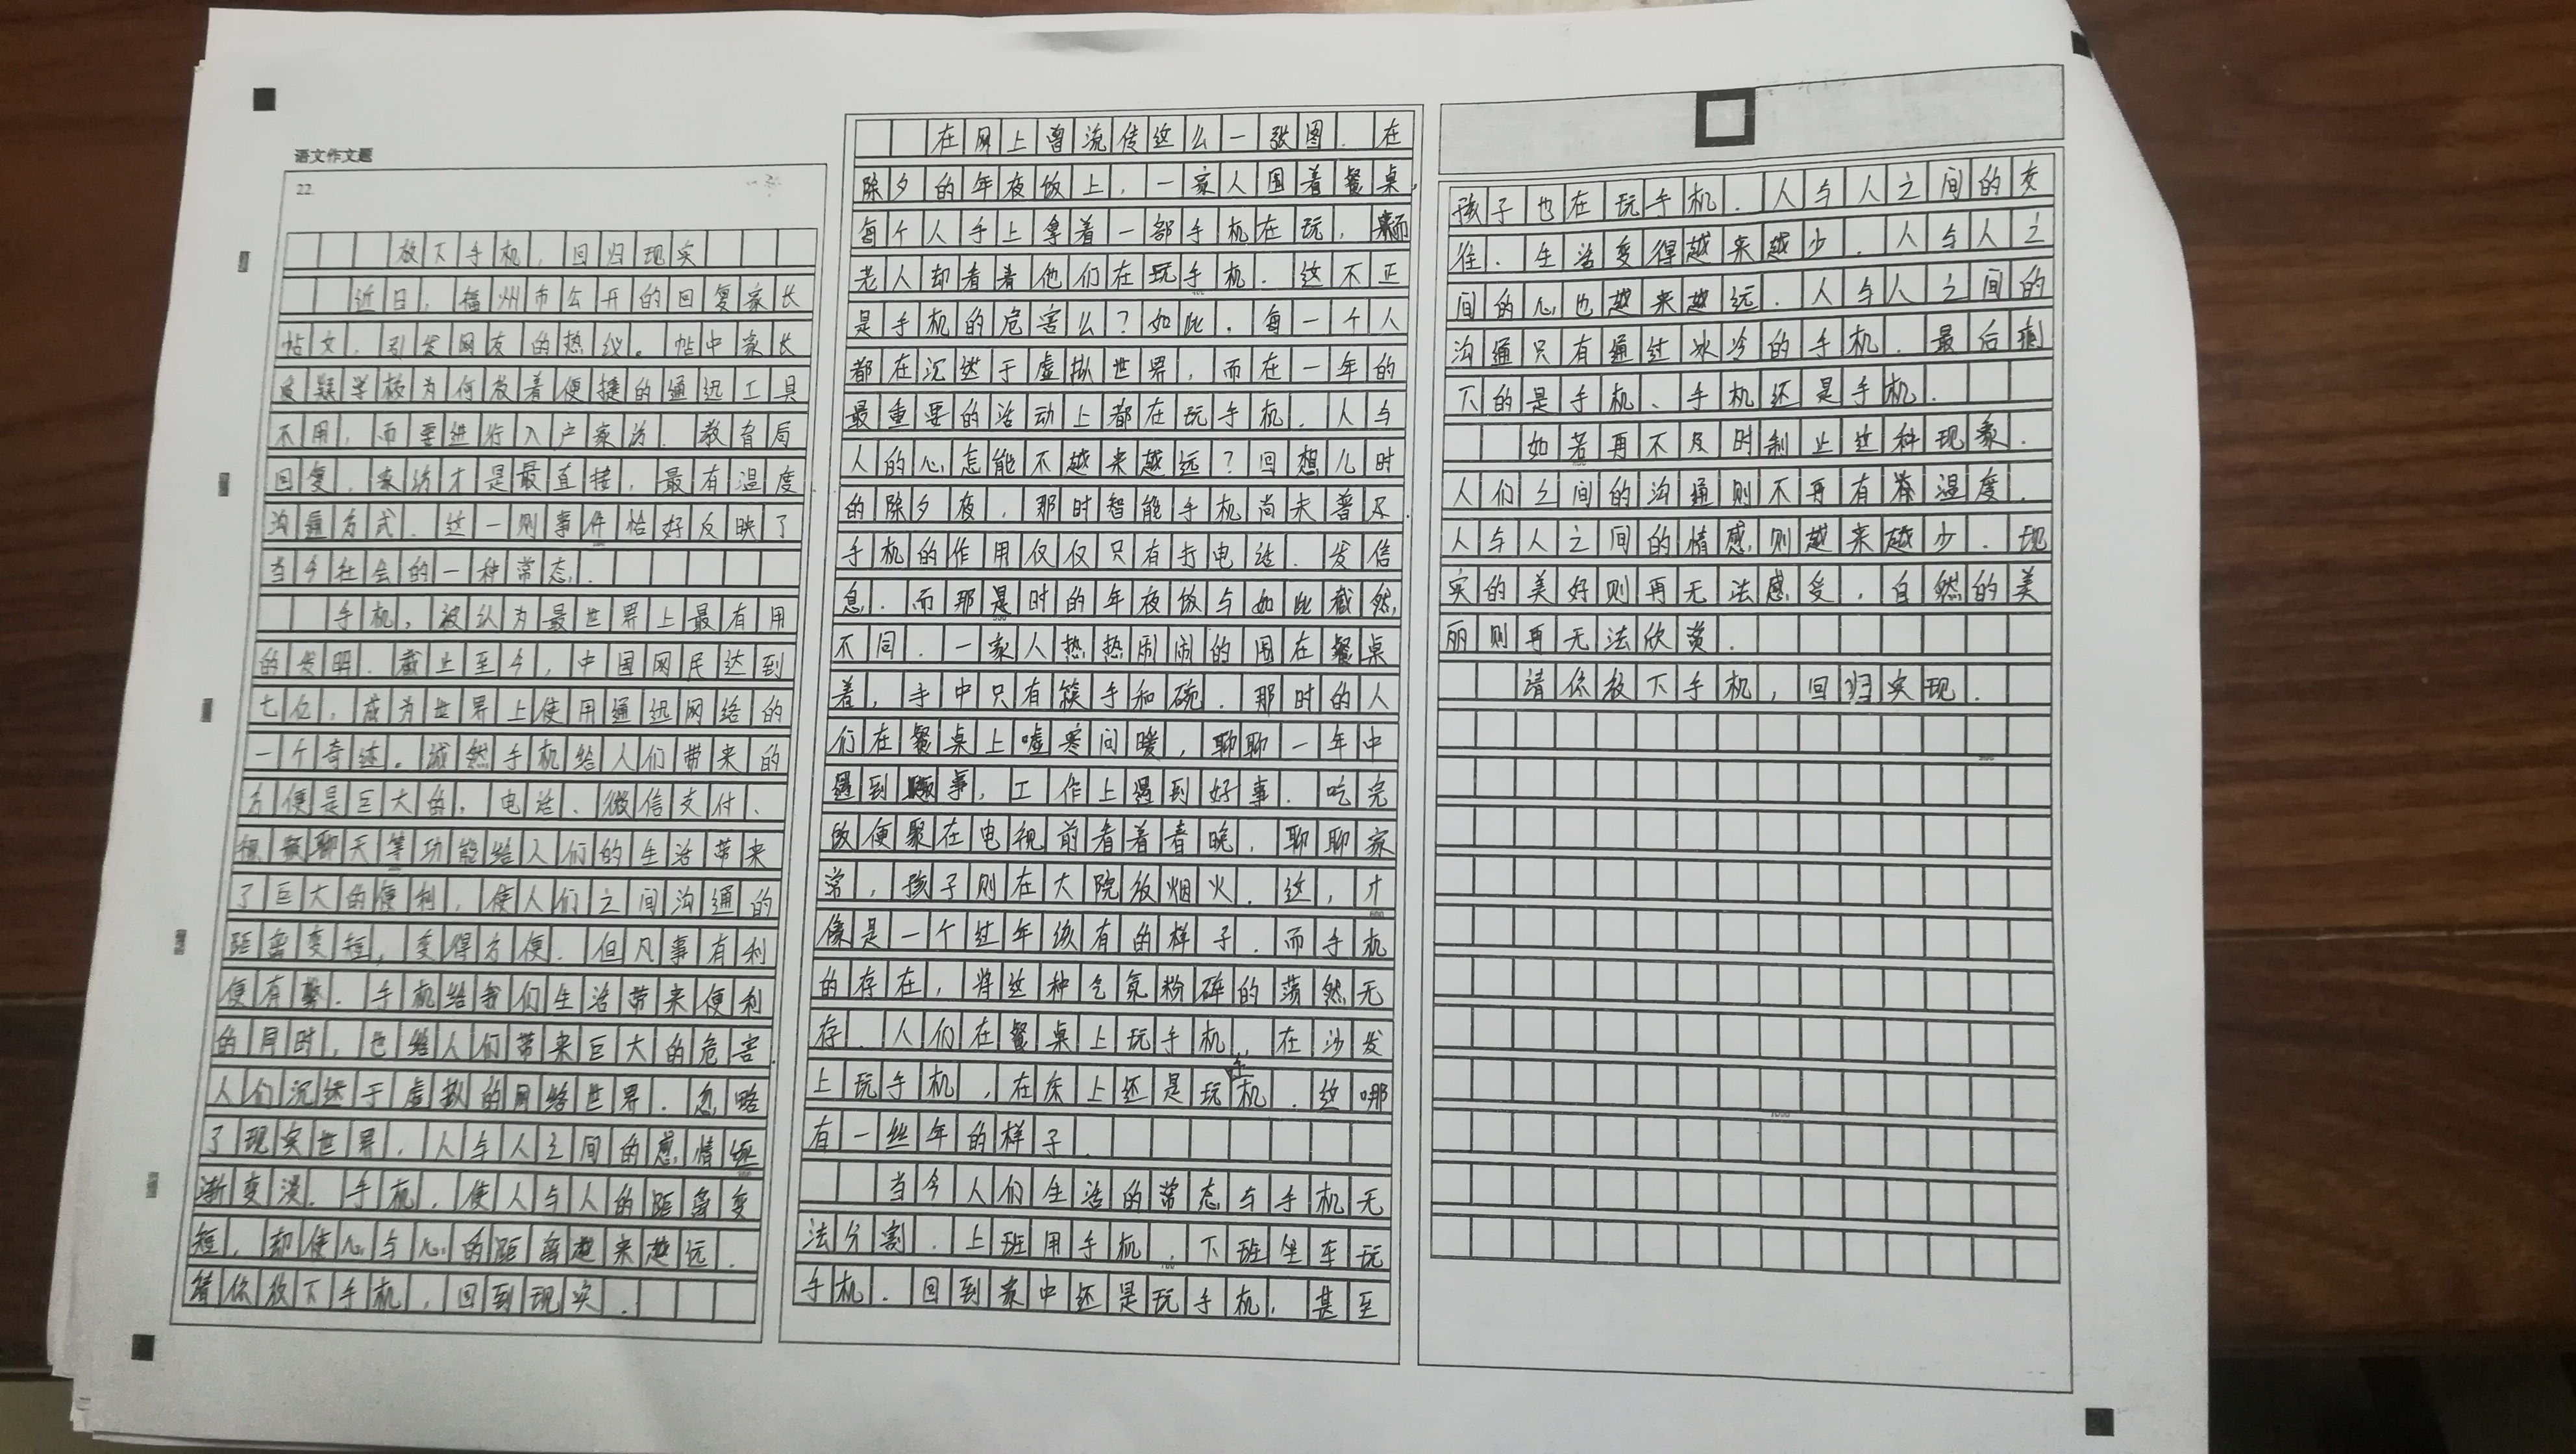 语文作文题
22.
放下手机，回归现实
近日，福州市公开的回复家长
帖文，引发网友的热议。帖中家长
质疑学校为何放着便捷的通迅工具
不用，而要进行入户家访．教育局
回复，家访才是最直接，最有温度
沟通方式．这一则事件恰好反映了
当今社会的一种常态．
手机，被认为最世界上最有用
的发明．截止至今，中国网民达到
七亿，成为世界上使用通迅网络的
一个奇迹。诚然手机给人们带来的
方便是巨大的，电话、微信支付、
视频聊天等功能给人们的生活带来
了巨大的便利，使人们之间沟通的
距离变短，变得方便．但凡事有利
便有弊．手机给我们生活带来便利
的同时，也给人们带来巨大的危害．
人们沉迷于虚拟的网络世界．忽略
了现实世界，人与人之间的感情逐
渐变淡．手机，使人与人的距离变
短，却使心与心的距离越来越远．
请你放下手机，回到现实．
在网上曾流传这么一张图．在
除夕的年夜饭上，一家人围着餐桌，
每个人手上拿着一部手机在玩，而
老人却看着他们在玩手机．这不正
是手机的危害么？如此，每一个人
都在沉迷于虚拟世界，而在一年的
最重要的活动上都在玩手机．人与
人的心怎能不越来越远？回想儿时
的除夕夜，那时智能手机尚未普及．
手机的作用仅仅只有打电话．发信
息．而那是时的年夜饭与如此截然
不同．一家人热热闹闹的围在餐桌
着，手中只有筷子和碗．那时的人
们在餐桌上嘘寒问暖，聊聊一年中
遇到趣事，工作上遇到好事．吃完
饭便聚在电视前看着春晚，聊聊家
常，孩子则在大院放烟火．这，才
像是一个过年该有的样子．而手机
的存在，将这种气氛粉碎的荡然无
存．人们在餐桌上玩手机，在沙发
上玩手机，在床上还是玩手机．这哪
有一丝年的样子．
当今人们生活的常态与手机无
法分割．上班用手机，下班坐车玩
手机．回到家中还是玩手机，甚至
孩子也在玩手机．人与人之间的交
往．生活变得越来越少．人与人之
间的心也越来越远．人与人之间的
沟通只有通过冰冷的手机．最后剩
下的是手机、手机还是手机．
如若再不及时制止这种现象．
人们之间的沟通则不再有温度．
人与人之间的情感则越来越少．现
实的美好则再无法感受，自然的美
丽则再无法欣赏．
请你放下手机，回归实现．